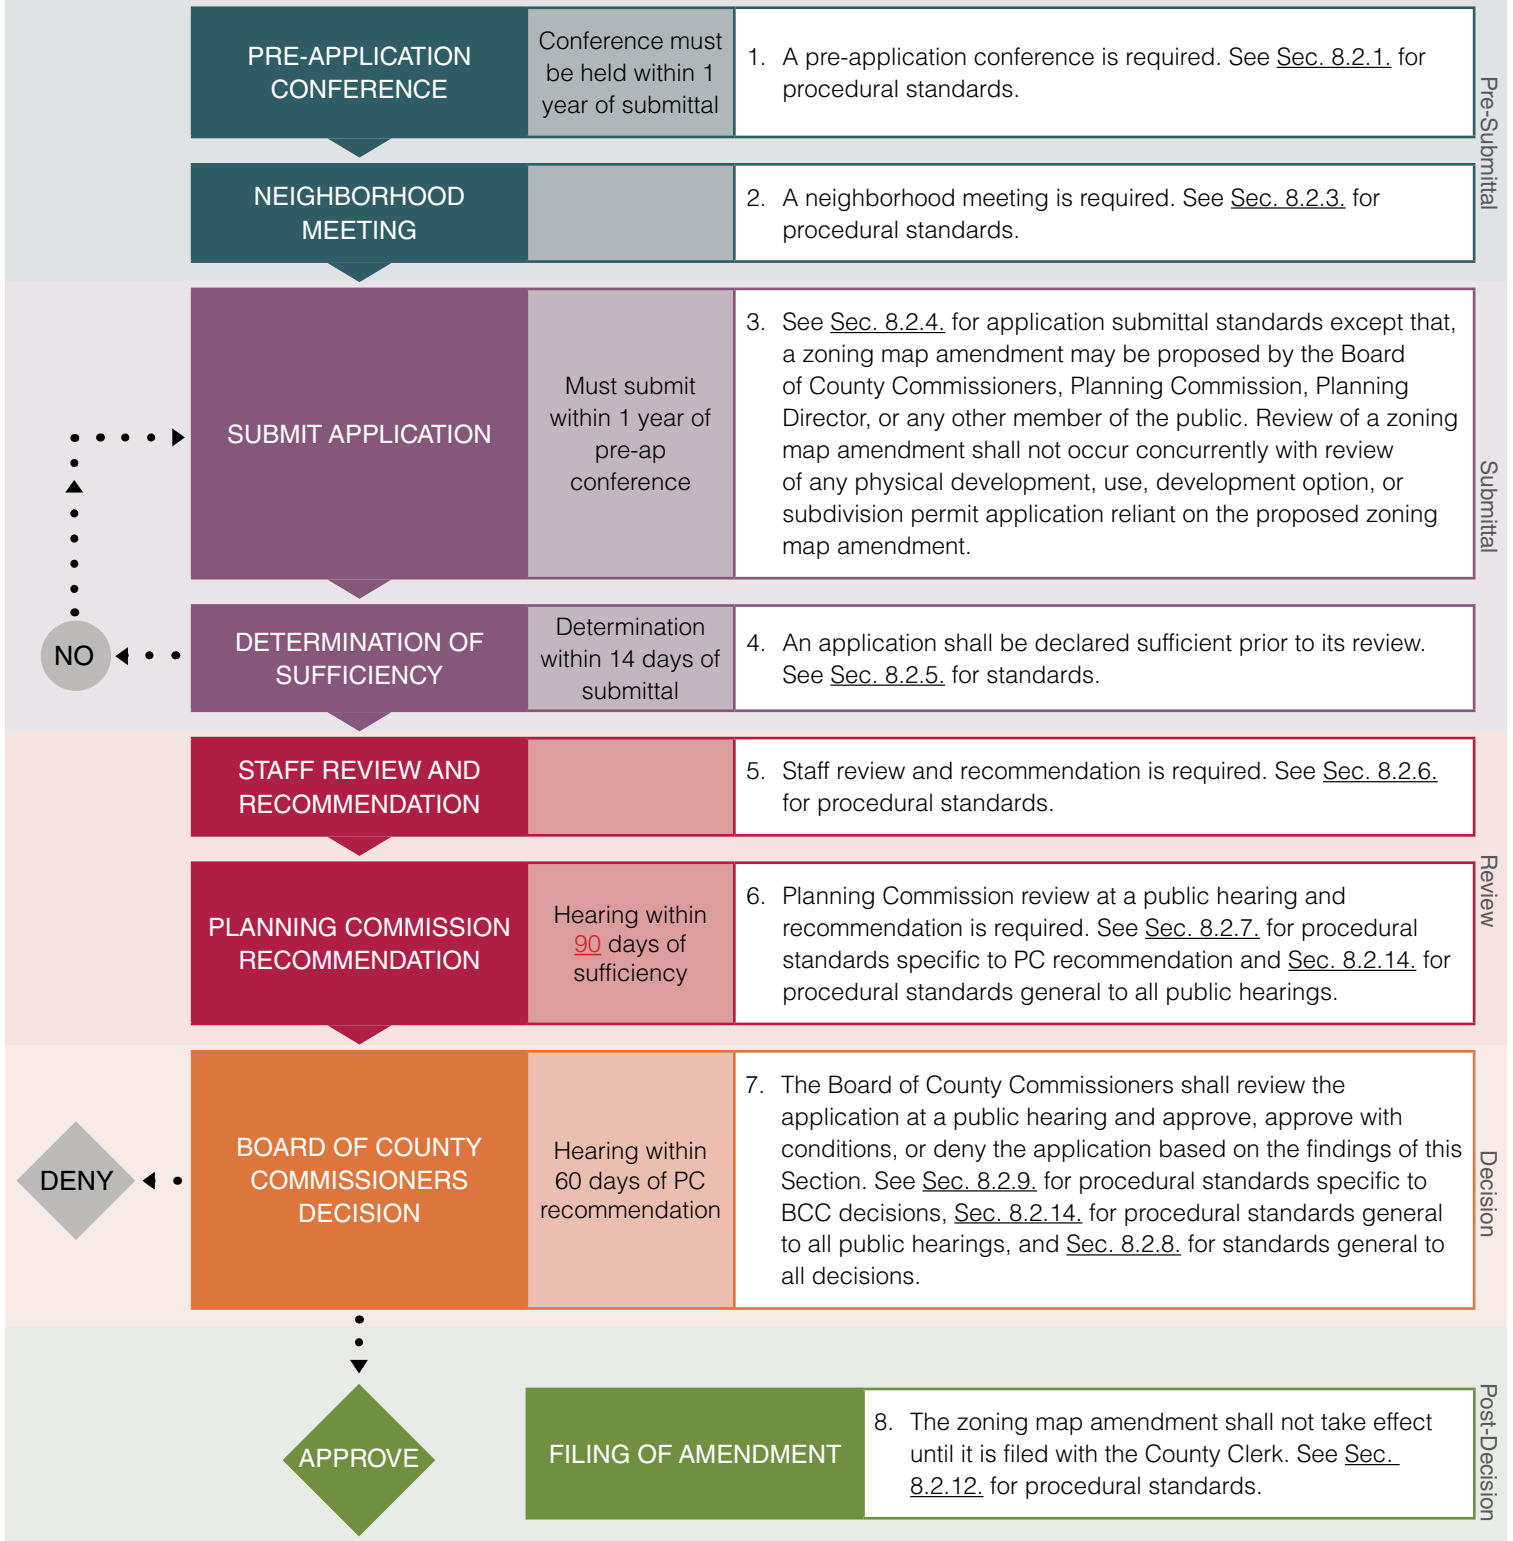 PRE-APPLICATION
CONFERENCE
Conference must
be held within 1
year of submittal
1. A pre-application conference is required. See Sec. 8.2.1. for
procedural standards.
Pre-Submittal
NEIGHBORHOOD
MEETING
2. A neighborhood meeting is required. See Sec. 8.2.3. for
procedural standards.
SUBMIT APPLICATION
Must submit
within 1 year of
pre-ap
conference
3. See Sec. 8.2.4. for application submittal standards except that,
a zoning map amendment may be proposed by the Board
of County Commissioners, Planning Commission, Planning
Director, or any other member of the public. Review of a zoning
map amendment shall not occur concurrently with review
of any physical development, use, development option, or
subdivision permit application reliant on the proposed zoning
map amendment.
Submittal
NO
DETERMINATION OF
SUFFICIENCY
Determination
within 14 days of
submittal
4. An application shall be declared sufficient prior to its review.
See Sec. 8.2.5. for standards.
STAFF REVIEW AND
RECOMMENDATION
5. Staff review and recommendation is required. See Sec. 8.2.6.
for procedural standards.
Review
PLANNING COMMISSION
RECOMMENDATION
Hearing within
90 days of
sufficiency
6. Planning Commission review at a public hearing and
recommendation is required. See Sec. 8.2.7. for procedural
standards specific to PC recommendation and Sec. 8.2.14. for
procedural standards general to all public hearings.
DENY
BOARD OF COUNTY
COMMISSIONERS
DECISION
Hearing within
60 days of PC
recommendation
7. The Board of County Commissioners shall review the
application at a public hearing and approve, approve with
conditions, or deny the application based on the findings of this
Section. See Sec. 8.2.9. for procedural standards specific to
BCC decisions, Sec. 8.2.14. for procedural standards general
to all public hearings, and Sec. 8.2.8. for standards general to
all decisions.
Decision
APPROVE
FILING OF AMENDMENT
8. The zoning map amendment shall not take effect
until it is filed with the County Clerk. See Sec.
8.2.12. for procedural standards.
Post-Decision